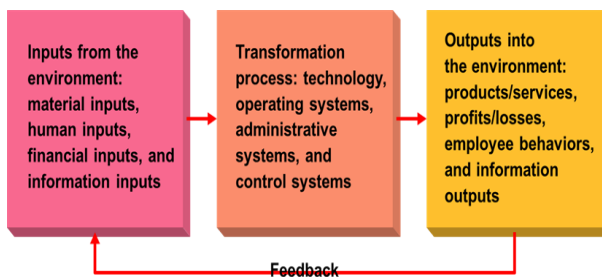 Inputs from the
environment:
material inputs,
human inputs,
financial inputs, and
information inputs
Transformation
process: technology,
operating systems,
administrative
systems, and
control systems
Outputs into
the environment:
products/services,
profits/losses,
employee behaviors,
and information
outputs
Feedback